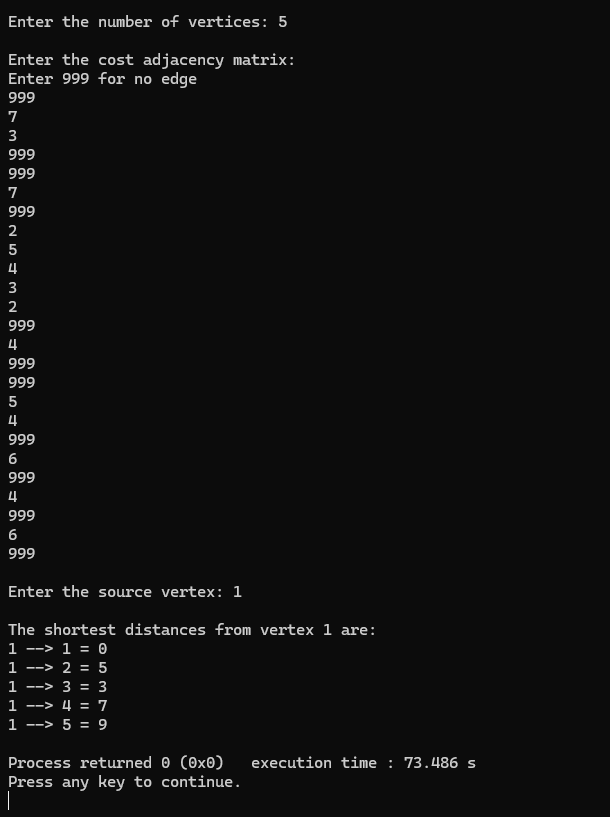 Enter the number of vertices: 5
Enter the cost adjacency matrix:
Enter 999 for no edge
999
7
3
999
999
7
999
2
5
4
3
2
999
4
999
999
5
4
999
6
999
4
999
6
999
Enter the source vertex: 1
The shortest distances from vertex 1 are:
1 --> 1 = 0
1 --> 2 = 5
1 --> 3 = 3
1 --> 4 = 7
1 --> 5 = 9
Process returned 0 (0x0)   execution time : 73.486 s
Press any key to continue.